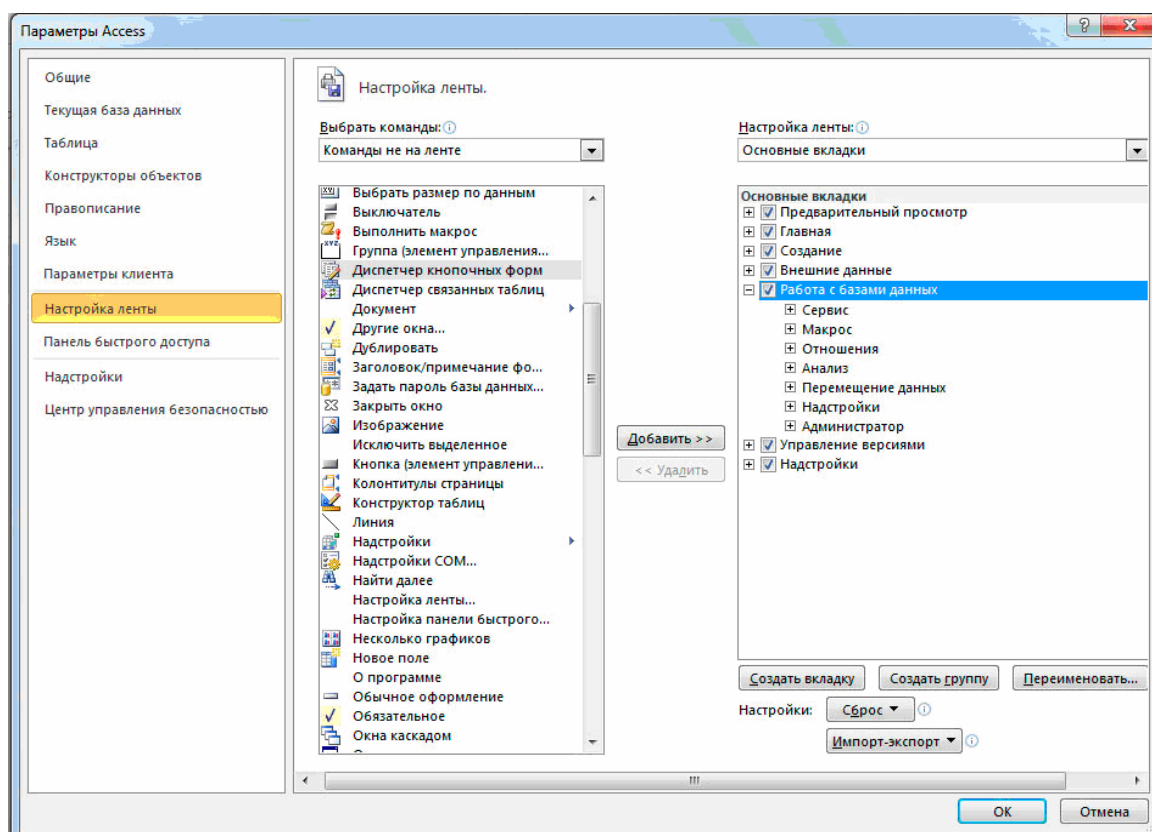 Параметры Access
Общие
Текущая база данных
Таблица
Конструкторы объектов
Правописание
Язык
Параметры клиента
Настройка ленты
Панель быстрого доступа
Надстройки
Центр управления безопасностью
Настройка ленты.
Выбрать команды:
Команды не на ленте
Выбрать размер по данным
Выключатель
Выполнить макрос
Группа (элемент управления...
Диспетчер кнопочных форм
Диспетчер связанных таблиц
Документ
Другие окна...
Дублировать
Заголовок/примечание фо...
Задать пароль базы данных...
Закрыть окно
Изображение
Исключить выделенное
Кнопка (элемент управлени...
Колонтитулы страницы
Конструктор таблиц
Линия
Надстройки
Надстройки COM...
Найти далее
Настройка ленты...
Настройка панели быстрого...
Несколько графиков
Новое поле
О программе
Обычное оформление
Обязательное
Окна каскадом
Добавить >>
<< Удалить
Настройка ленты:
Основные вкладки
Основные вкладки
Предварительный просмотр
Главная
Создание
Внешние данные
Работа с базами данных
Сервис
Макрос
Отношения
Анализ
Перемещение данных
Надстройки
Администратор
Управление версиями
Надстройки
Создать вкладку Создать группу Переименовать...
Настройки: Сброс
Импорт-экспорт
ОК Отмена